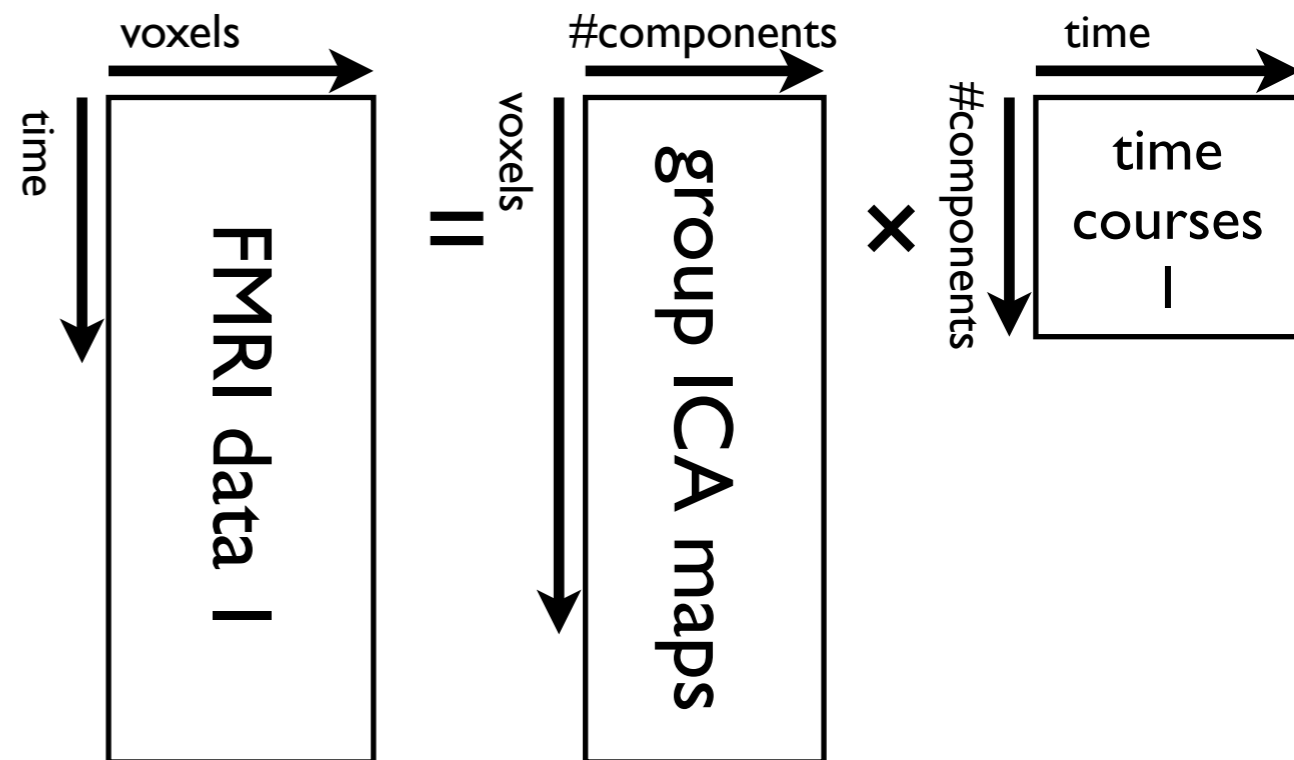 voxels
time
FMRI data 1
=
#components
voxels
group ICA maps
×
time
#components
time
courses
1